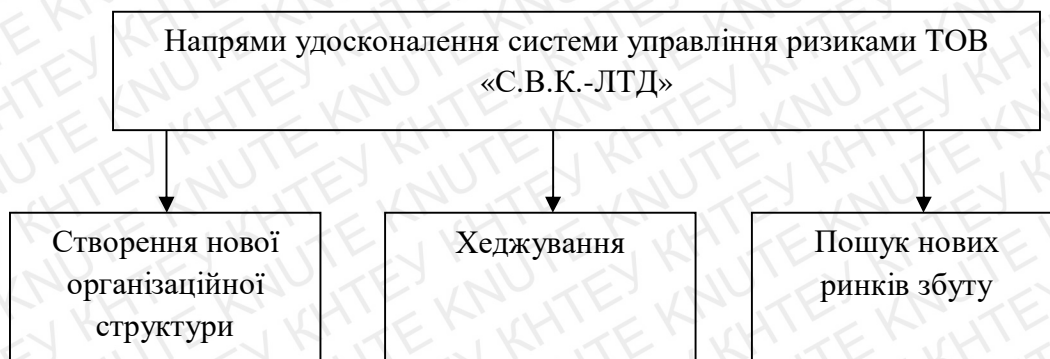 Напрями удосконалення системи управління ризиками ТОВ
«С.В.К.-ЛТД»
Створення нової
організаційної
структури
Хеджування
Пошук нових
ринків збуту